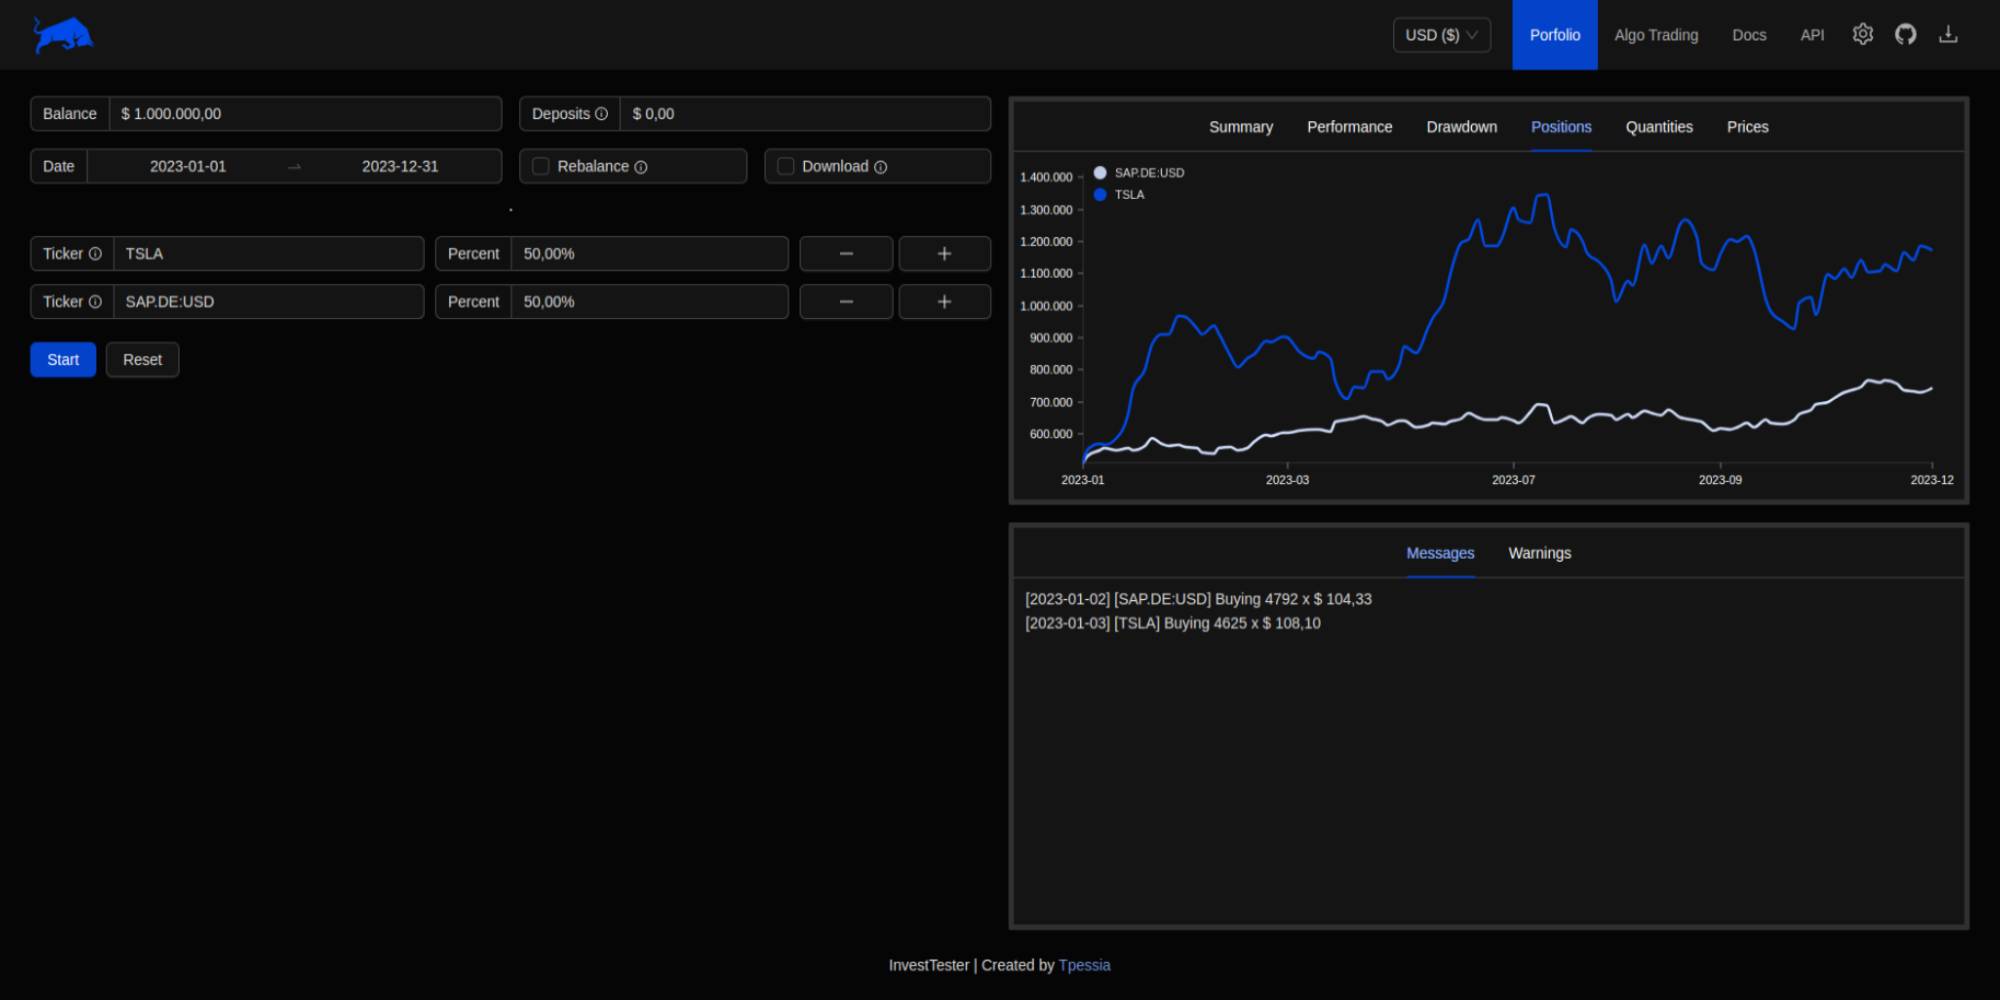 USD ($) Porfolio Algo Trading Docs API
Balance $ 1.000.000,00 Deposits $ 0,00
Date 2023-01-01 → 2023-12-31 Rebalance Download
Ticker TSLA Percent 50,00% − +
Ticker SAP.DE:USD Percent 50,00% − +
Start Reset
Summary Performance Drawdown Positions Quantities Prices
SAP.DE:USD
TSLA
1.400.000
1.300.000
1.200.000
1.100.000
1.000.000
900.000
800.000
700.000
600.000
2023-01 2023-03 2023-07 2023-09 2023-12
Messages Warnings
[2023-01-02] [SAP.DE:USD] Buying 4792 x $ 104,33
[2023-01-03] [TSLA] Buying 4625 x $ 108,10
InvestTester | Created by Tpessia